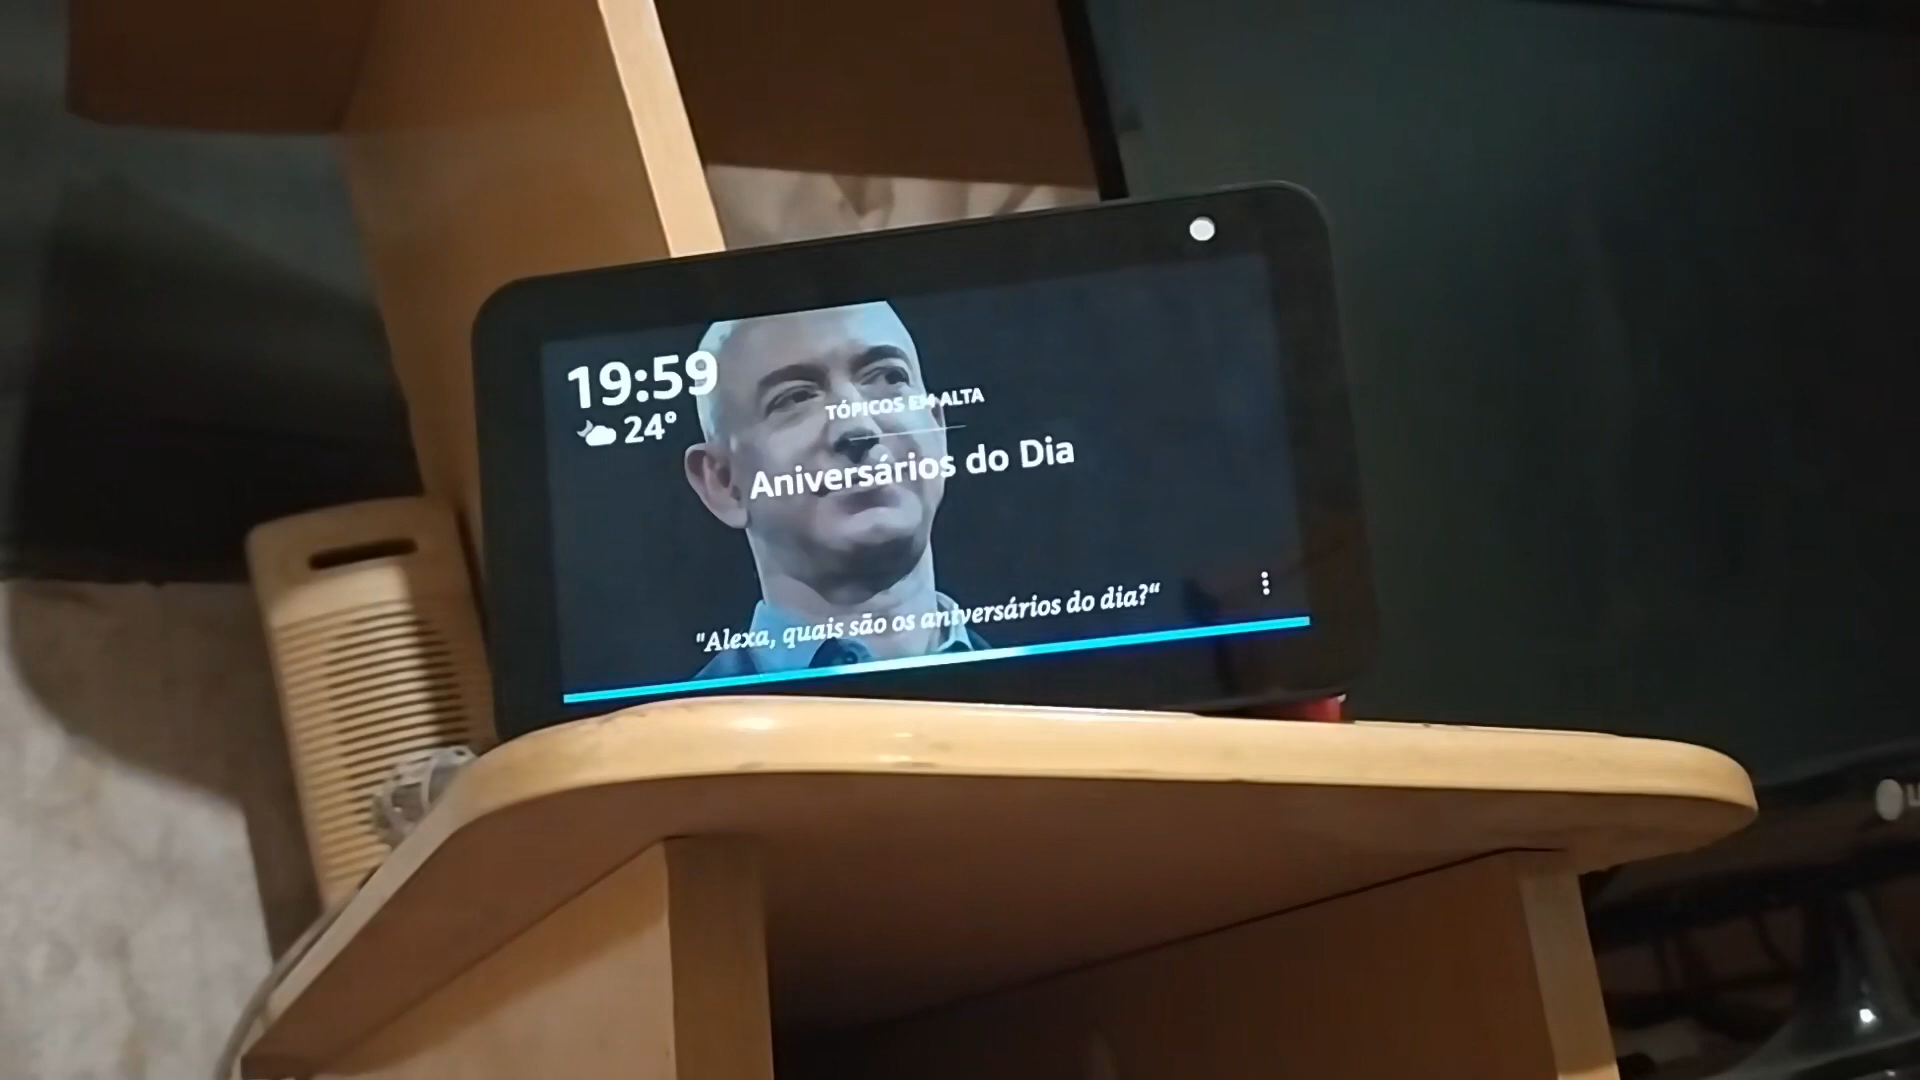 19:59
24°
TÓPICOS EM ALTA
Aniversários do Dia
"Alexa, quais são os aniversários do dia?"